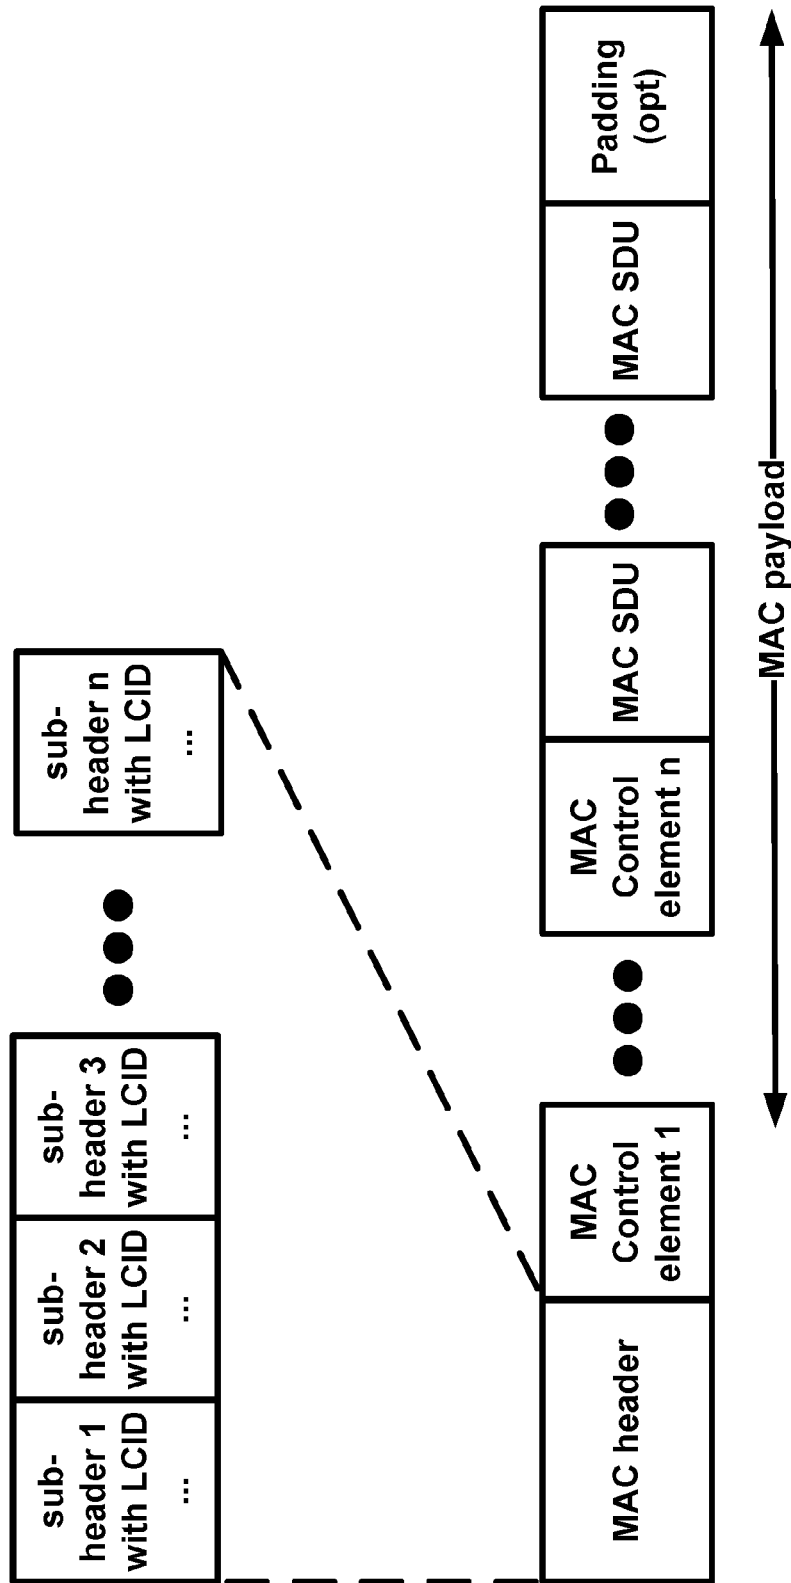 sub-
header 1
with LCID
...
sub-
header 2
with LCID
...
sub-
header 3
with LCID
...
sub-
header n
with LCID
...
MAC header
MAC
Control
element 1
MAC
Control
element n
MAC SDU
MAC SDU
Padding
(opt)
MAC payload